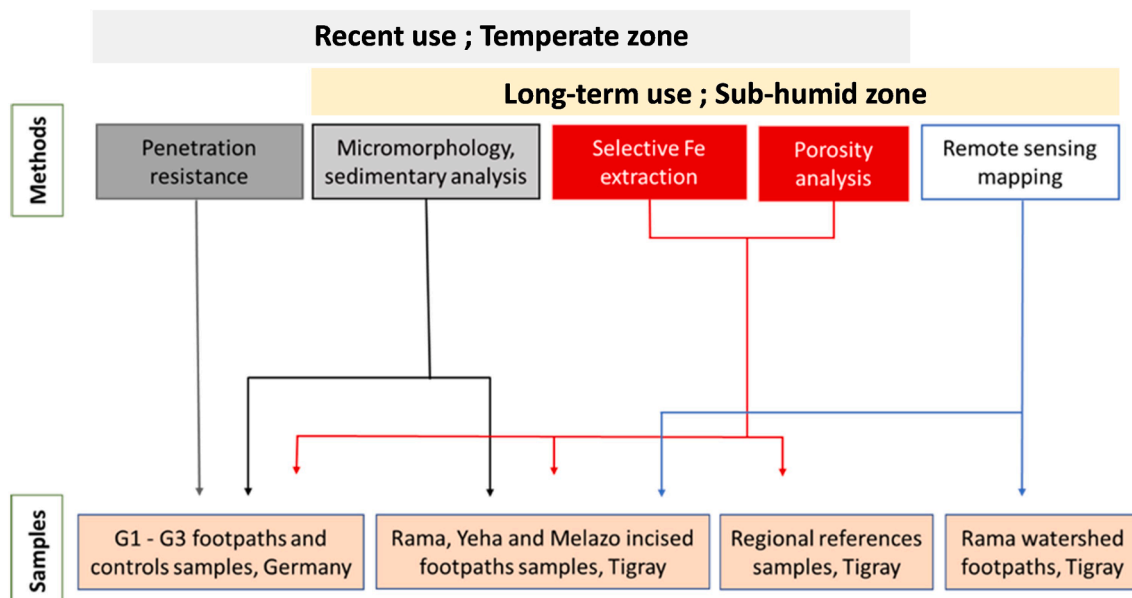 Recent use ; Temperate zone
Long-term use ; Sub-humid zone
Methods
Penetration
resistance
Micromorphology,
sedimentary analysis
Selective Fe
extraction
Porosity
analysis
Remote sensing
mapping
Samples
G1 - G3 footpaths and
controls samples, Germany
Rama, Yeha and Melazo incised
footpaths samples, Tigray
Regional references
samples, Tigray
Rama watershed
footpaths, Tigray